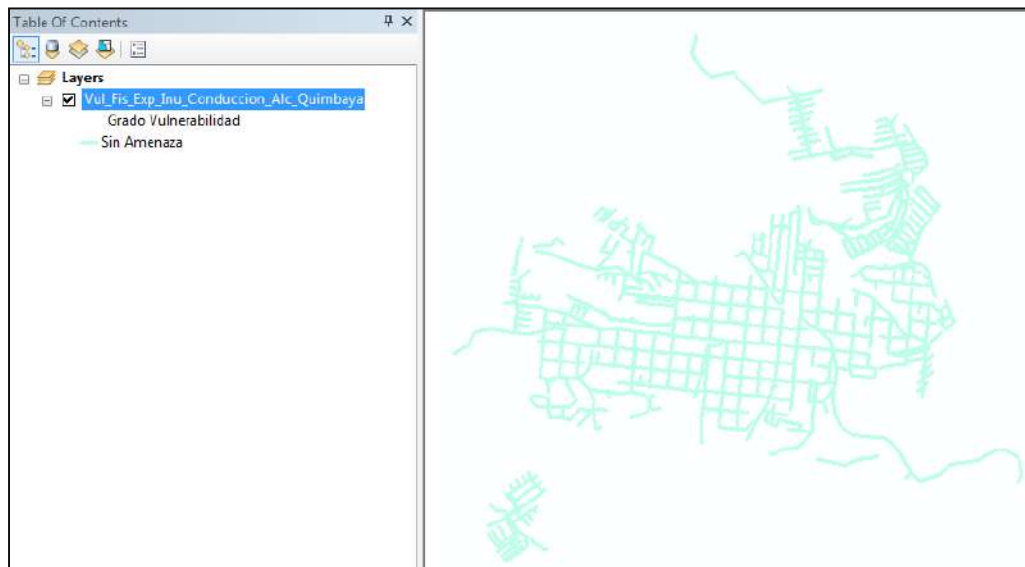 Table Of Contents
Layers
Vul_Fis_Exp_Inu_Conduccion_Alc_Quimbaya
Grado Vulnerabilidad
Sin Amenaza